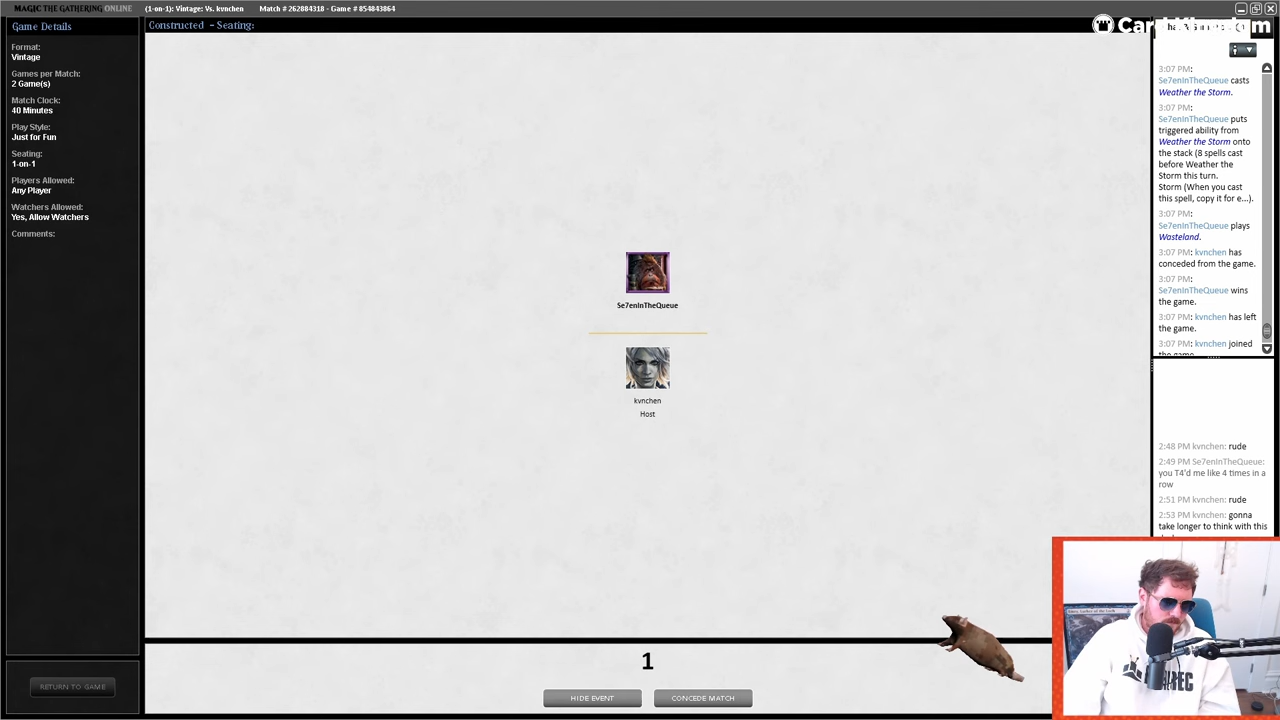 MAGIC THE GATHERING ONLINE (1-on-1): Vintage: Vs. kvnchen Match # 262884318 - Game # 854843864
Game Details
Format:
Vintage
Games per Match:
2 Game(s)
Match Clock:
40 Minutes
Play Style:
Just for Fun
Seating:
1-on-1
Players Allowed:
Any Player
Watchers Allowed:
Yes, Allow Watchers
Comments:
RETURN TO GAME
Constructed - Seating:
Se7enInTheQueue
kvnchen
Host
1
HIDE EVENT
CONCEDE MATCH
3:07 PM:
Se7enInTheQueue casts
Weather the Storm.
3:07 PM:
Se7enInTheQueue puts
triggered ability from
Weather the Storm onto
the stack (8 spells cast
before Weather the
Storm this turn.
Storm (When you cast
this spell, copy it for e...).
3:07 PM:
Se7enInTheQueue plays
Wasteland.
3:07 PM: kvnchen has
conceded from the game.
3:07 PM:
Se7enInTheQueue wins
the game.
3:07 PM: kvnchen has left
the game.
3:07 PM: kvnchen joined
the game.
2:48 PM kvnchen: rude
2:49 PM Se7enInTheQueue:
you T4'd me like 4 times in a
row
2:51 PM kvnchen: rude
2:53 PM kvnchen: gonna
take longer to think with this